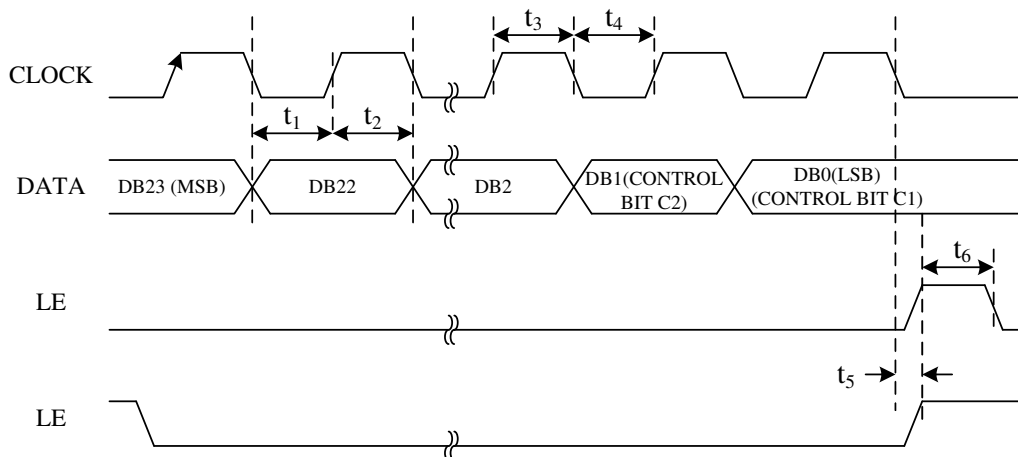 t3 t4
CLOCK
t1 t2
DATA
DB23 (MSB) DB22 DB2 DB1(CONTROL BIT C2) DB0(LSB) (CONTROL BIT C1)
t6
LE
t5
LE